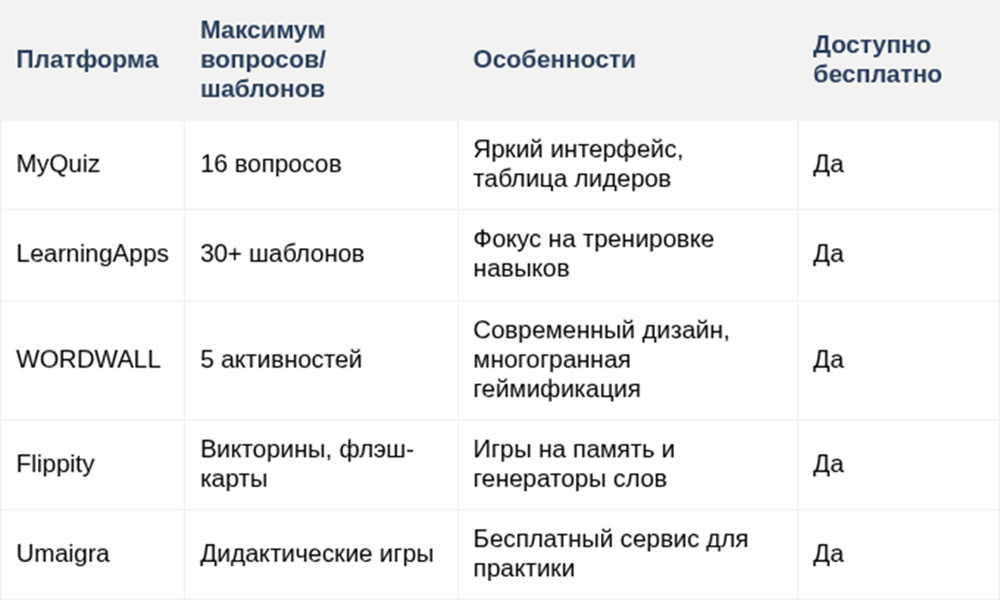 Платформа
Максимум
вопросов/
шаблонов
Особенности
Доступно
бесплатно
MyQuiz
16 вопросов
Яркий интерфейс,
таблица лидеров
Да
LearningApps
30+ шаблонов
Фокус на тренировке
навыков
Да
WORDWALL
5 активностей
Современный дизайн,
многогранная
геймификация
Да
Flippity
Викторины, флэш-
карты
Игры на память и
генераторы слов
Да
Umaigra
Дидактические игры
Бесплатный сервис для
практики
Да